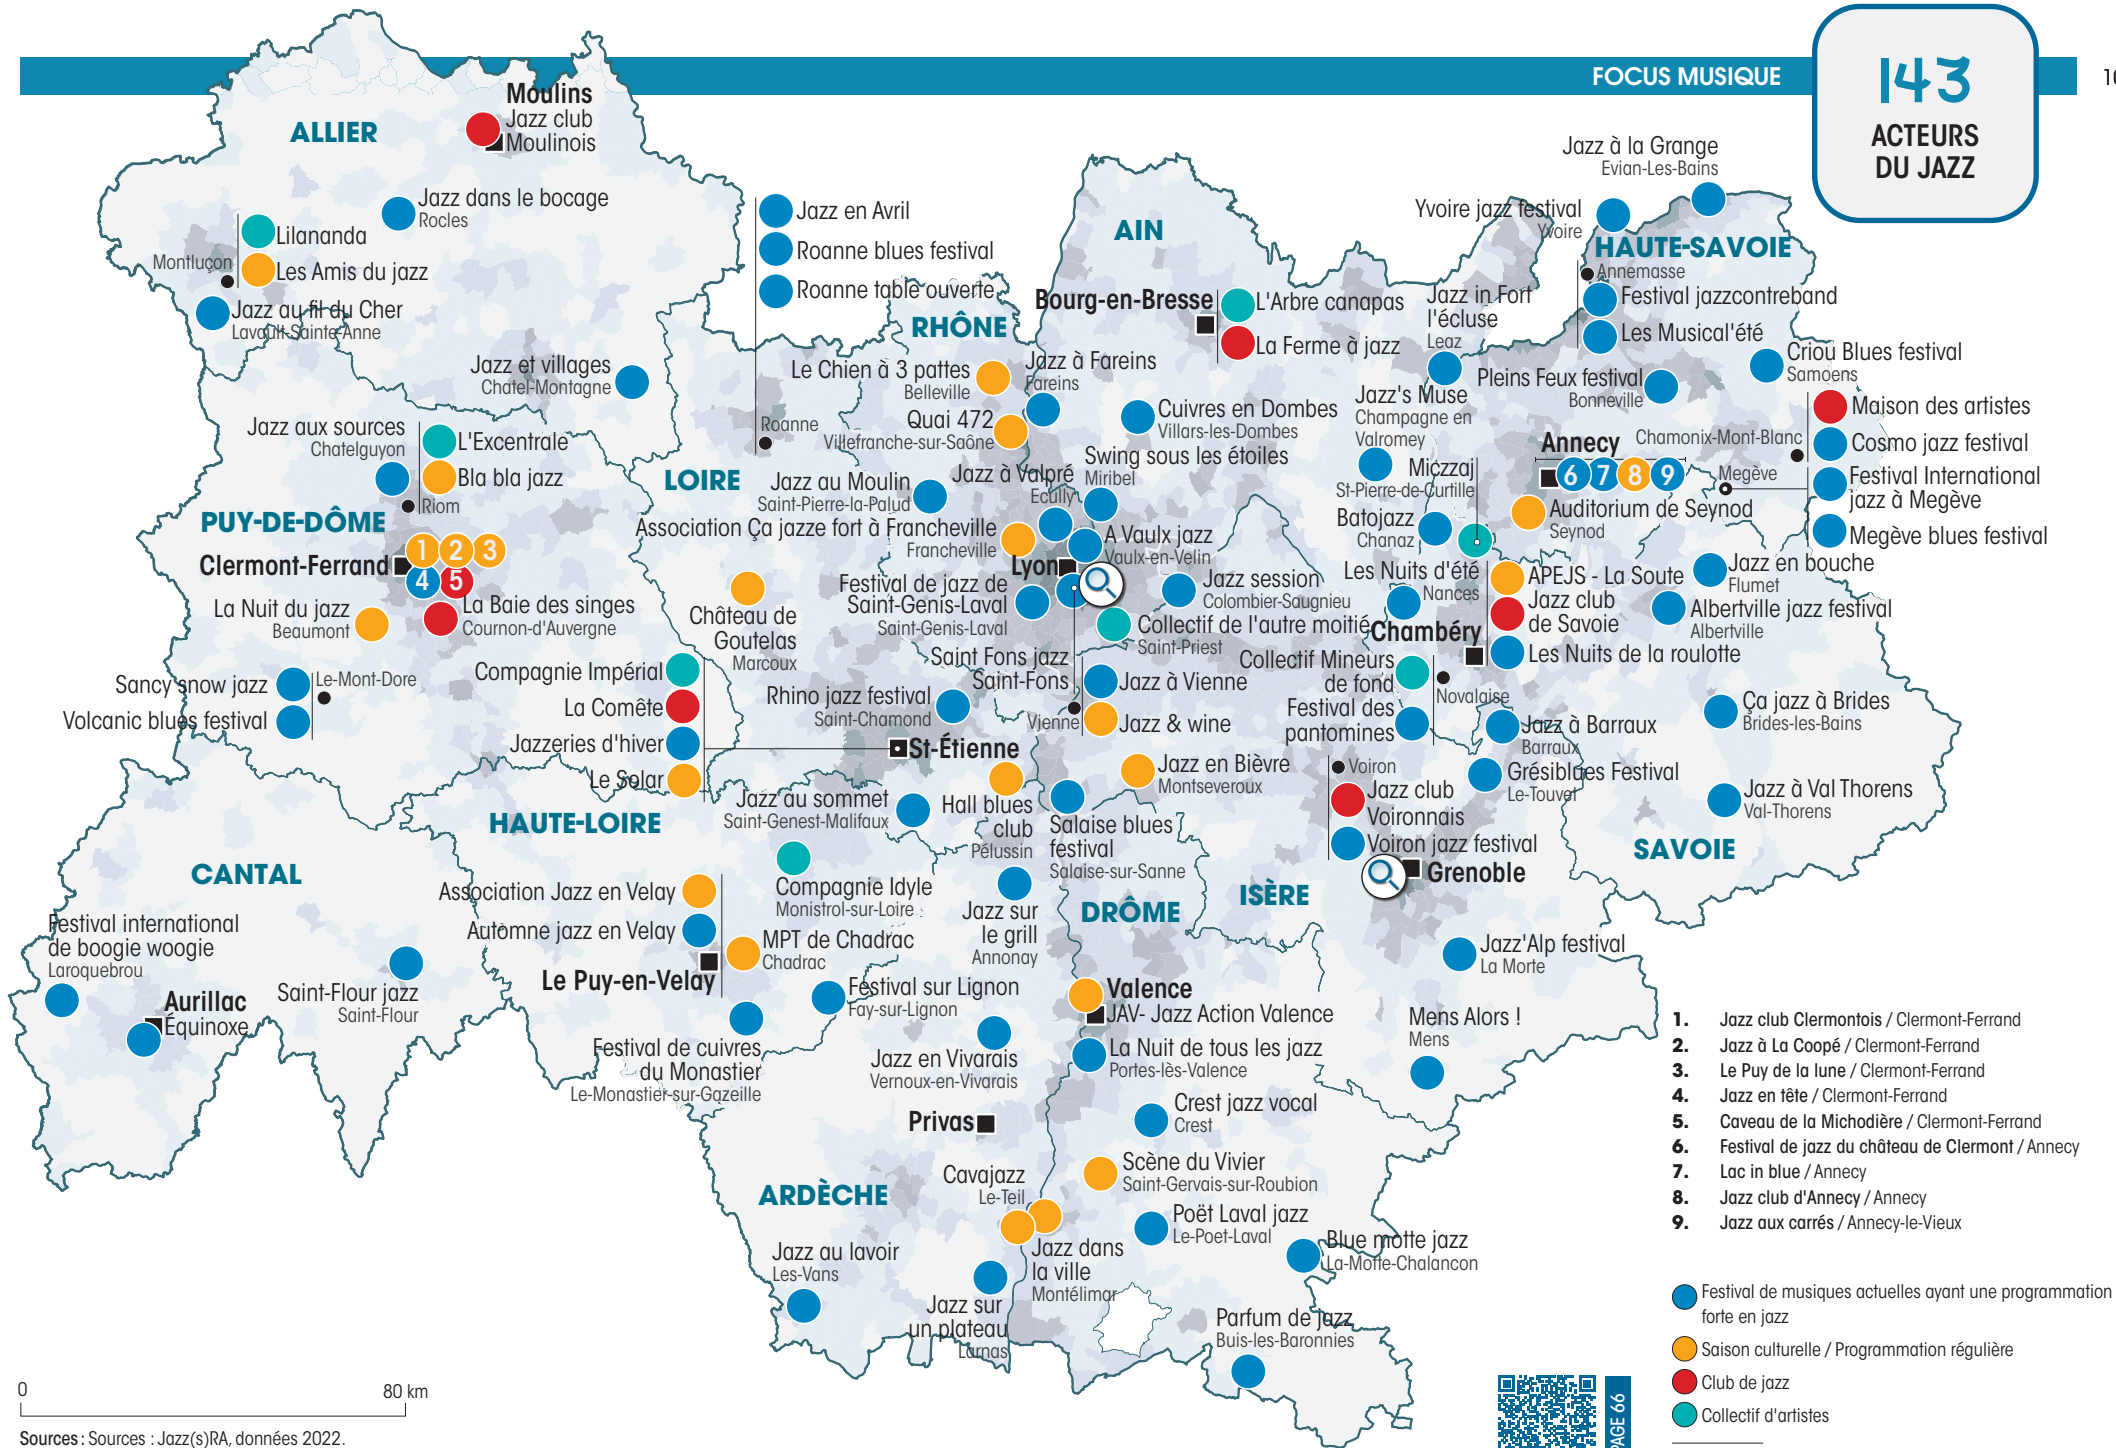 FOCUS MUSIQUE
143
ACTEURS
DU JAZZ
ALLIER
Moulins
Jazz club
Moulinois
Jazz dans le bocage
Rocles
Lilananda
Montluçon
Les Amis du jazz
Jazz au fil du Cher
Lavault-Sainte-Anne
Jazz et villages
Chatel-Montagne
Jazz en Avril
Roanne blues festival
Roanne table ouverte
Roanne
AIN
Bourg-en-Bresse
L'Arbre canapas
La Ferme à jazz
RHÔNE
Le Chien à 3 pattes
Belleville
Jazz à Fareins
Fareins
Quai 472
Villefranche-sur-Saône
Cuivres en Dombes
Villars-les-Dombes
Swing sous les étoiles
Miribel
Jazz à la Grange
Evian-Les-Bains
Yvoire jazz festival
Yvoire
HAUTE-SAVOIE
Annemasse
Festival jazzcontreband
Les Musical'été
Jazz in Fort
l'écluse
Leaz
Criou Blues festival
Samoens
Pleins Feux festival
Bonneville
Jazz's Muse
Champagne en
Valromey
Maison des artistes
Chamonix-Mont-Blanc
Cosmo jazz festival
Annecy
6 7 8 9
Megève
Festival International
jazz à Megève
Megève blues festival
Miczzaj
St-Pierre-de-Curtille
Auditorium de Seynod
Seynod
Batojazz
Chanaz
Jazz aux sources
Chatelguyon
L'Excentrale
Bla bla jazz
Riom
PUY-DE-DÔME
Clermont-Ferrand
1 2 3
4 5
La Nuit du jazz
Beaumont
La Baie des singes
Cournon-d'Auvergne
Sancy snow jazz
Le-Mont-Dore
Volcanic blues festival
LOIRE
Jazz au Moulin
Saint-Pierre-la-Palud
Jazz à Valpré
Ecully
Association Ça jazze fort à Francheville
Francheville
A Vaulx jazz
Vaulx-en-Velin
Lyon
Festival de jazz de
Saint-Genis-Laval
Saint-Genis-Laval
Jazz session
Colombier-Saugnieu
Collectif de l'autre moitié
Saint-Priest
Saint Fons jazz
Saint-Fons
Château de
Goutelas
Marcoux
Jazz à Vienne
Jazz & wine
Vienne
Rhino jazz festival
Saint-Chamond
Compagnie Impérial
La Comête
Jazzeries d'hiver
Le Solar
St-Étienne
Jazz au sommet
Saint-Genest-Malifaux
Hall blues
club
Pélussin
Jazz en Bièvre
Montseveroux
Salaise blues
festival
Salaise-sur-Sanne
Les Nuits d'été
Nances
APEJS - La Soute
Jazz club
de Savoie
Chambéry
Les Nuits de la roulotte
Jazz en bouche
Flumet
Albertville jazz festival
Albertville
Collectif Mineurs
de fond
Novalaise
Festival des
pantomines
Ça jazz à Brides
Brides-les-Bains
Jazz à Barraux
Barraux
Grésiblues Festival
Le-Touvet
Jazz à Val Thorens
Val-Thorens
SAVOIE
Voiron
Jazz club
Voironnais
Voiron jazz festival
Grenoble
ISÈRE
Jazz'Alp festival
La Morte
Mens Alors !
Mens
CANTAL
Festival international
de boogie woogie
Laroquebrou
Aurillac
Équinoxe
Saint-Flour jazz
Saint-Flour
HAUTE-LOIRE
Association Jazz en Velay
Automne jazz en Velay
Compagnie Idyle
Monistrol-sur-Loire
MPT de Chadrac
Chadrac
Le Puy-en-Velay
Festival sur Lignon
Fay-sur-Lignon
Festival de cuivres
du Monastier
Le-Monastier-sur-Gazeille
Jazz sur
le grill
Annonay
Jazz en Vivarais
Vernoux-en-Vivarais
Privas
ARDÈCHE
Cavajazz
Le-Teil
Jazz au lavoir
Les-Vans
Jazz sur
un plateau
Larnas
DRÔME
Valence
JAV- Jazz Action Valence
La Nuit de tous les jazz
Portes-lès-Valence
Crest jazz vocal
Crest
Scène du Vivier
Saint-Gervais-sur-Roubion
Poët Laval jazz
Le-Poet-Laval
Jazz dans
la ville
Montélimar
Blue motte jazz
La-Motte-Chalancon
Parfum de jazz
Buis-les-Baronnies
1. Jazz club Clermontois / Clermont-Ferrand
2. Jazz à La Coopé / Clermont-Ferrand
3. Le Puy de la lune / Clermont-Ferrand
4. Jazz en tête / Clermont-Ferrand
5. Caveau de la Michodière / Clermont-Ferrand
6. Festival de jazz du château de Clermont / Annecy
7. Lac in blue / Annecy
8. Jazz club d'Annecy / Annecy
9. Jazz aux carrés / Annecy-le-Vieux
Festival de musiques actuelles ayant une programmation
forte en jazz
Saison culturelle / Programmation régulière
Club de jazz
Collectif d'artistes
PAGE 66
0 80 km
Sources : Sources : Jazz(s)RA, données 2022.